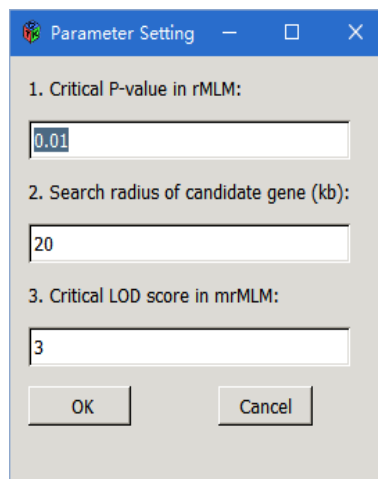 Parameter Setting
1. Critical P-value in rMLM:
0.01
2. Search radius of candidate gene (kb):
20
3. Critical LOD score in mrMLM:
3
OK Cancel